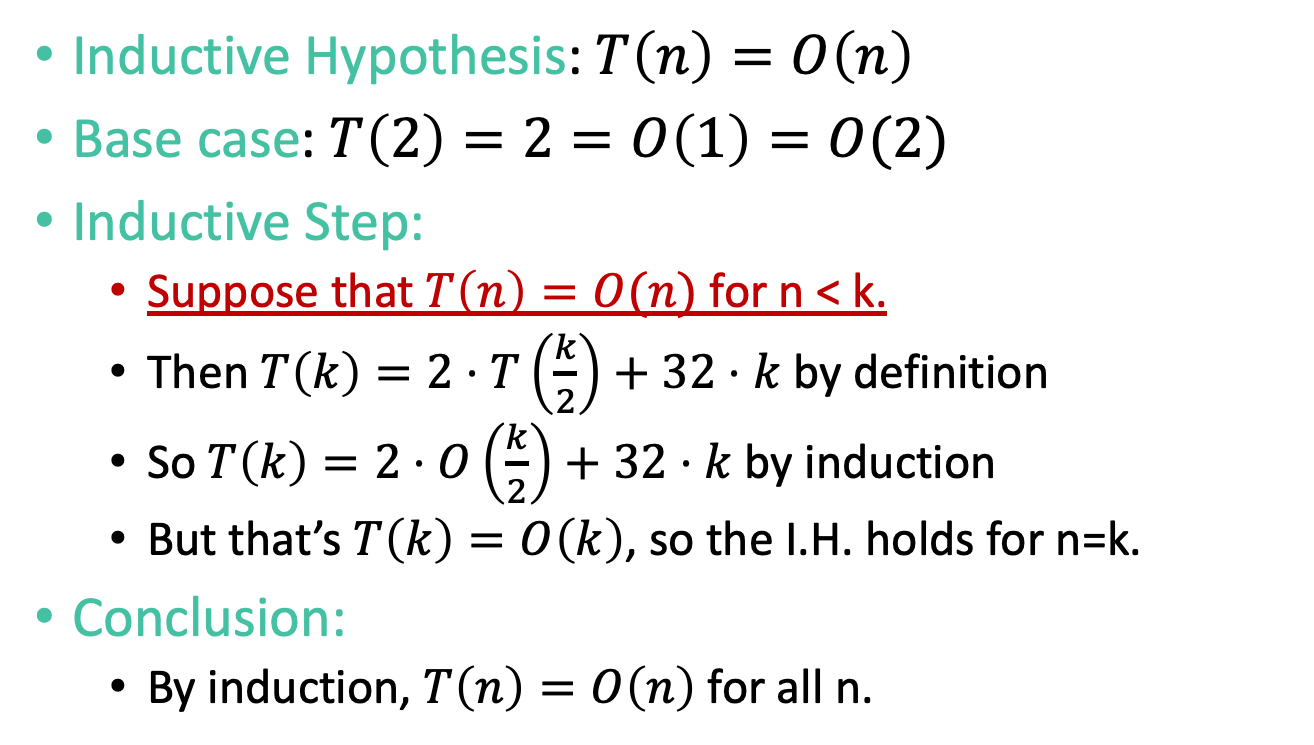 • Inductive Hypothesis: T(n) = O(n)
• Base case: T(2) = 2 = O(1) = O(2)
• Inductive Step:
• Suppose that T(n) = O(n) for n < k.
• Then T(k) = 2 · T(k/2) + 32 · k by definition
• So T(k) = 2 · O(k/2) + 32 · k by induction
• But that’s T(k) = O(k), so the I.H. holds for n=k.
• Conclusion:
• By induction, T(n) = O(n) for all n.